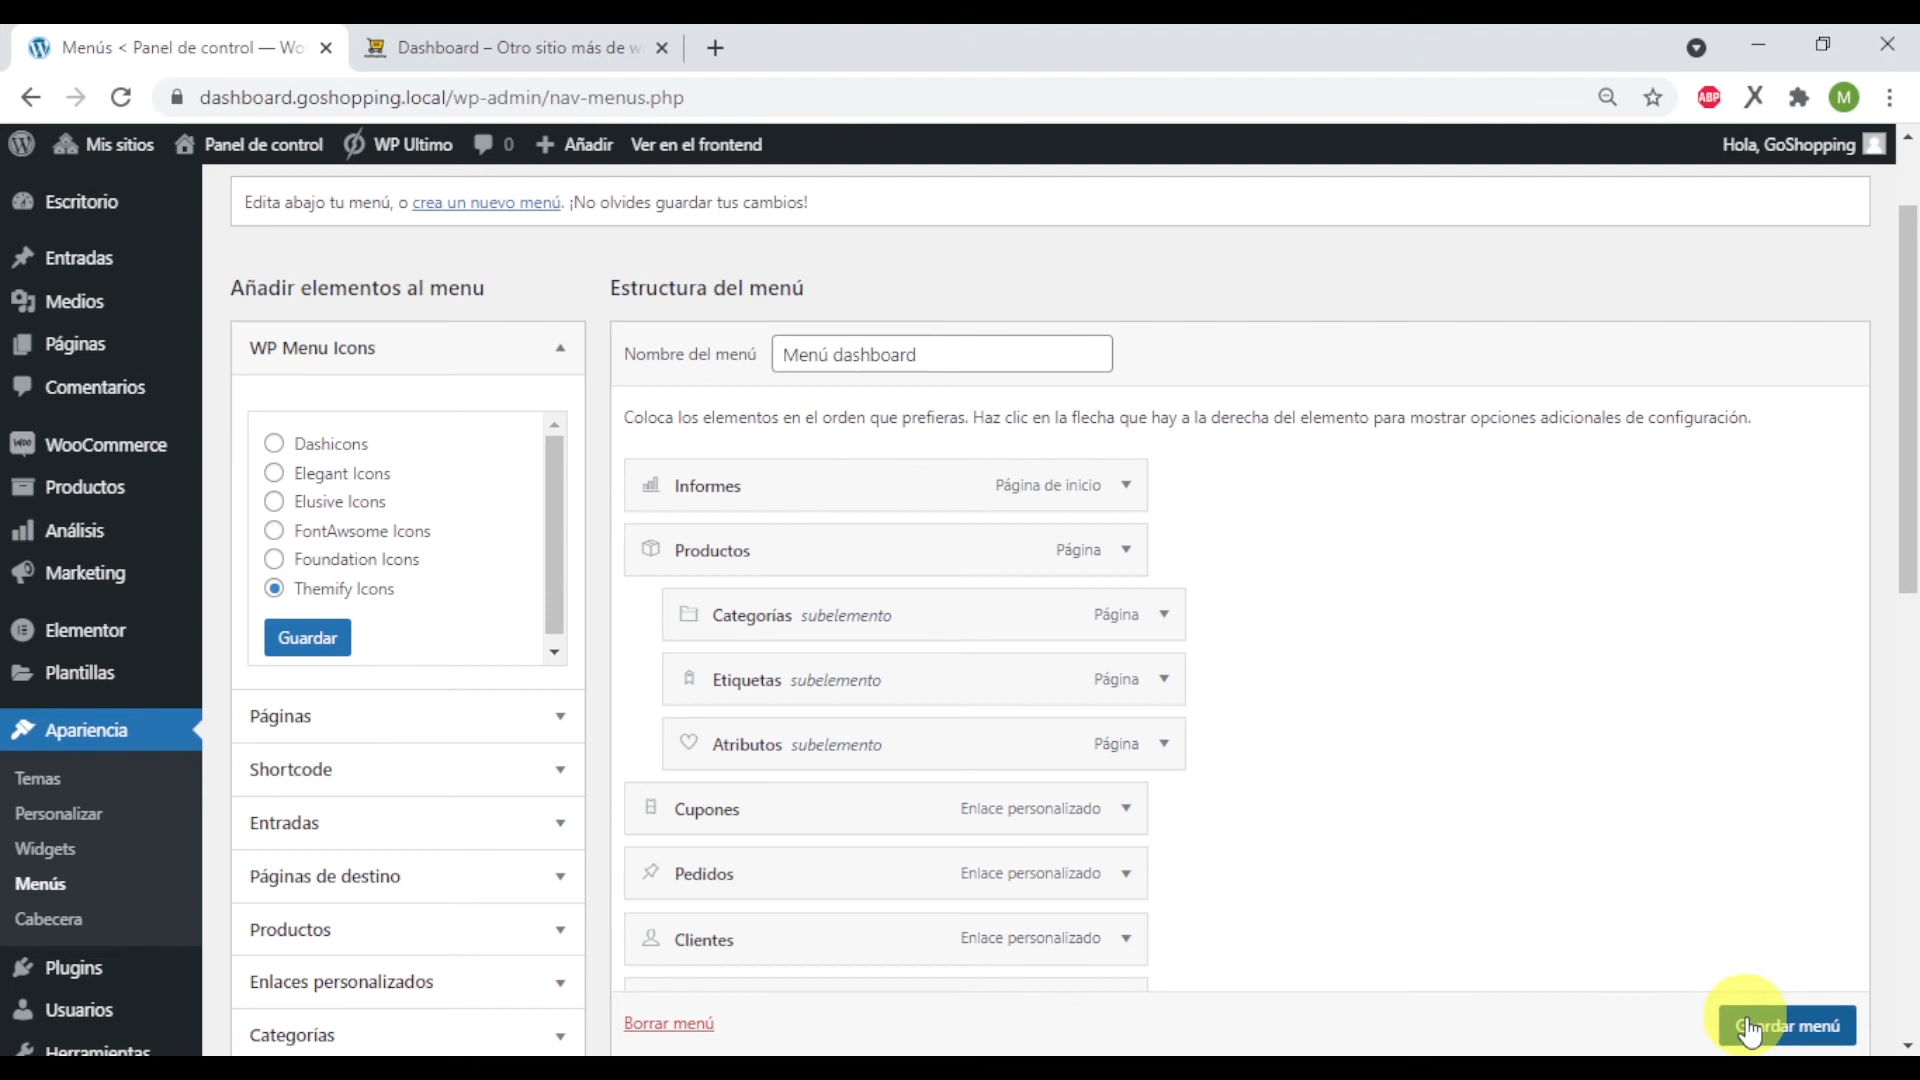 Menús < Panel de control — Wo
Dashboard – Otro sitio más de w
dashboard.goshopping.local/wp-admin/nav-menus.php
ABP
M
Mis sitios
Panel de control
WP Ultimo
0
Añadir
Ver en el frontend
Hola, GoShopping
Escritorio
Entradas
Medios
Páginas
Comentarios
WooCommerce
Productos
Análisis
Marketing
Elementor
Plantillas
Apariencia
Temas
Personalizar
Widgets
Menús
Cabecera
Plugins
Usuarios
Herramientas
Edita abajo tu menú, o crea un nuevo menú. ¡No olvides guardar tus cambios!
Añadir elementos al menu
WP Menu Icons
Dashicons
Elegant Icons
Elusive Icons
FontAwsome Icons
Foundation Icons
Themify Icons
Guardar
Páginas
Shortcode
Entradas
Páginas de destino
Productos
Enlaces personalizados
Categorías
Estructura del menú
Nombre del menú Menú dashboard
Coloca los elementos en el orden que prefieras. Haz clic en la flecha que hay a la derecha del elemento para mostrar opciones adicionales de configuración.
Informes Página de inicio
Productos Página
Categorías subelemento Página
Etiquetas subelemento Página
Atributos subelemento Página
Cupones Enlace personalizado
Pedidos Enlace personalizado
Clientes Enlace personalizado
Borrar menú
Guardar menú